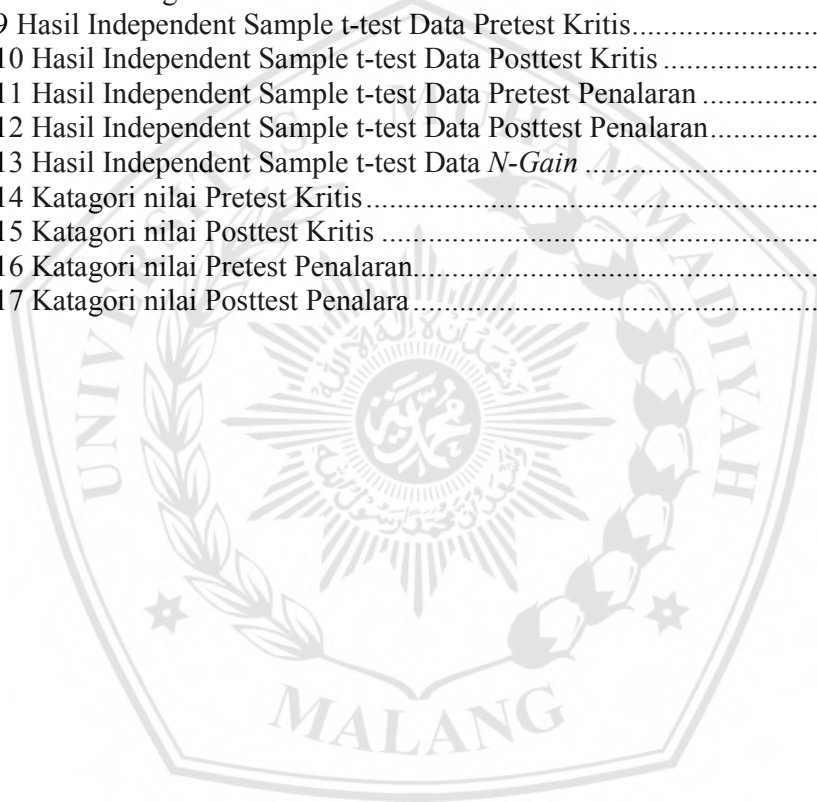 9 Hasil Independent Sample t-test Data Pretest Kritis........................
10 Hasil Independent Sample t-test Data Posttest Kritis....................
11 Hasil Independent Sample t-test Data Pretest Penalaran...............
12 Hasil Independent Sample t-test Data Posttest Penalaran..............
13 Hasil Independent Sample t-test Data N-Gain..............................
14 Katagori nilai Pretest Kritis..........................................................
15 Katagori nilai Posttest Kritis........................................................
16 Katagori nilai Pretest Penalaran...................................................
17 Katagori nilai Posttest Penalara....................................................
UNIVERSITAS MUHAMMADIYAH
MALANG